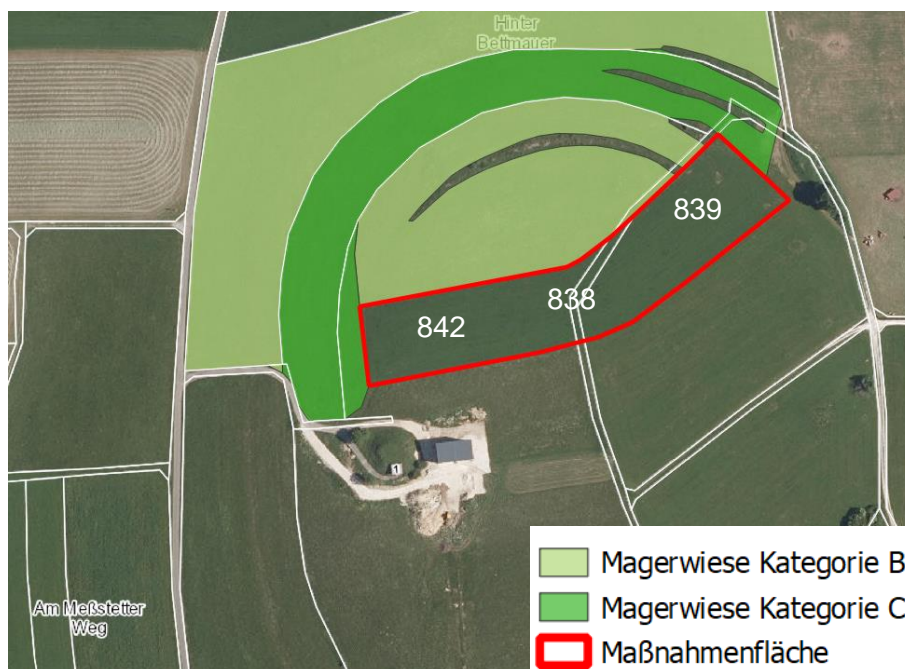 Hinter
Bettmauer
839
838
842
1
Am Meßstetter
Weg
Magerwiese Kategorie B
Magerwiese Kategorie C
Maßnahmenfläche